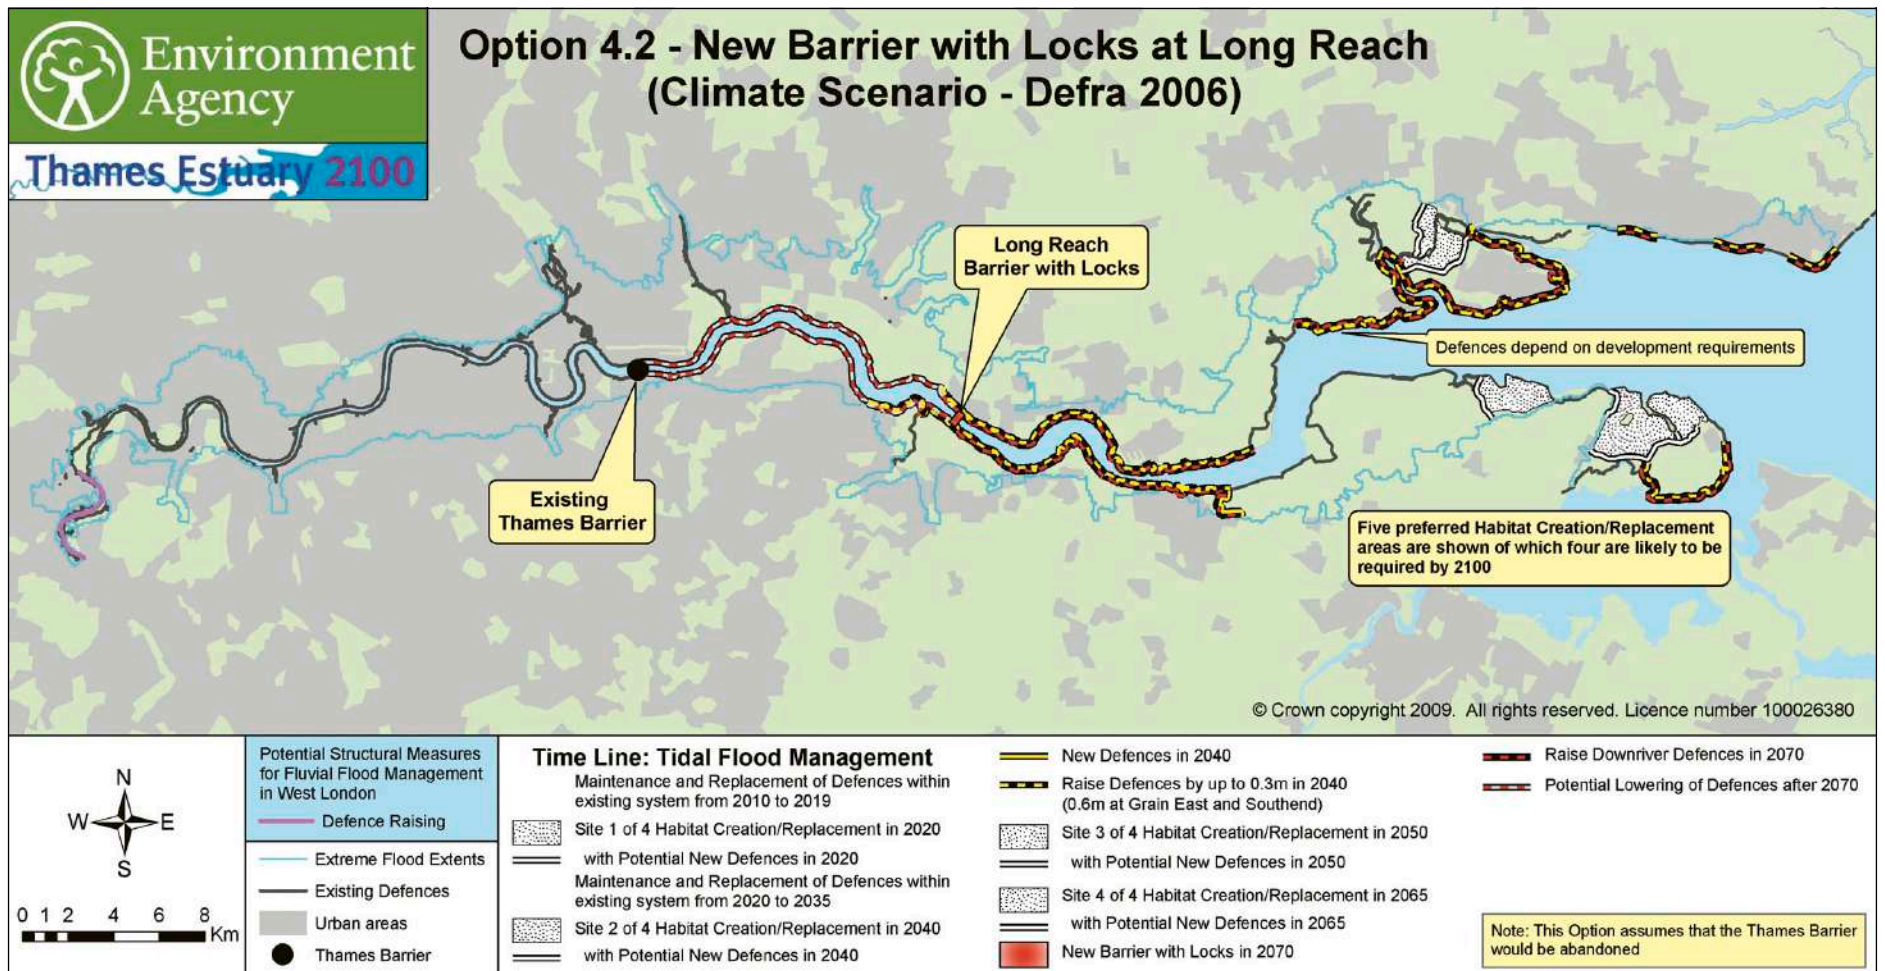 Environment
Agency
Thames Estuary 2100
Option 4.2 - New Barrier with Locks at Long Reach
(Climate Scenario - Defra 2006)
Long Reach
Barrier with Locks
Defences depend on development requirements
Existing
Thames Barrier
Five preferred Habitat Creation/Replacement
areas are shown of which four are likely to be
required by 2100
© Crown copyright 2009. All rights reserved. Licence number 100026380
N
W E
S
0 1 2 4 6 8
Km
Potential Structural Measures
for Fluvial Flood Management
in West London
Defence Raising
Extreme Flood Extents
Existing Defences
Urban areas
Thames Barrier
Time Line: Tidal Flood Management
Maintenance and Replacement of Defences within
existing system from 2010 to 2019
Site 1 of 4 Habitat Creation/Replacement in 2020
with Potential New Defences in 2020
Maintenance and Replacement of Defences within
existing system from 2020 to 2035
Site 2 of 4 Habitat Creation/Replacement in 2040
with Potential New Defences in 2040
New Defences in 2040
Raise Defences by up to 0.3m in 2040
(0.6m at Grain East and Southend)
Site 3 of 4 Habitat Creation/Replacement in 2050
with Potential New Defences in 2050
Site 4 of 4 Habitat Creation/Replacement in 2065
with Potential New Defences in 2065
New Barrier with Locks in 2070
Raise Downriver Defences in 2070
Potential Lowering of Defences after 2070
Note: This Option assumes that the Thames Barrier
would be abandoned